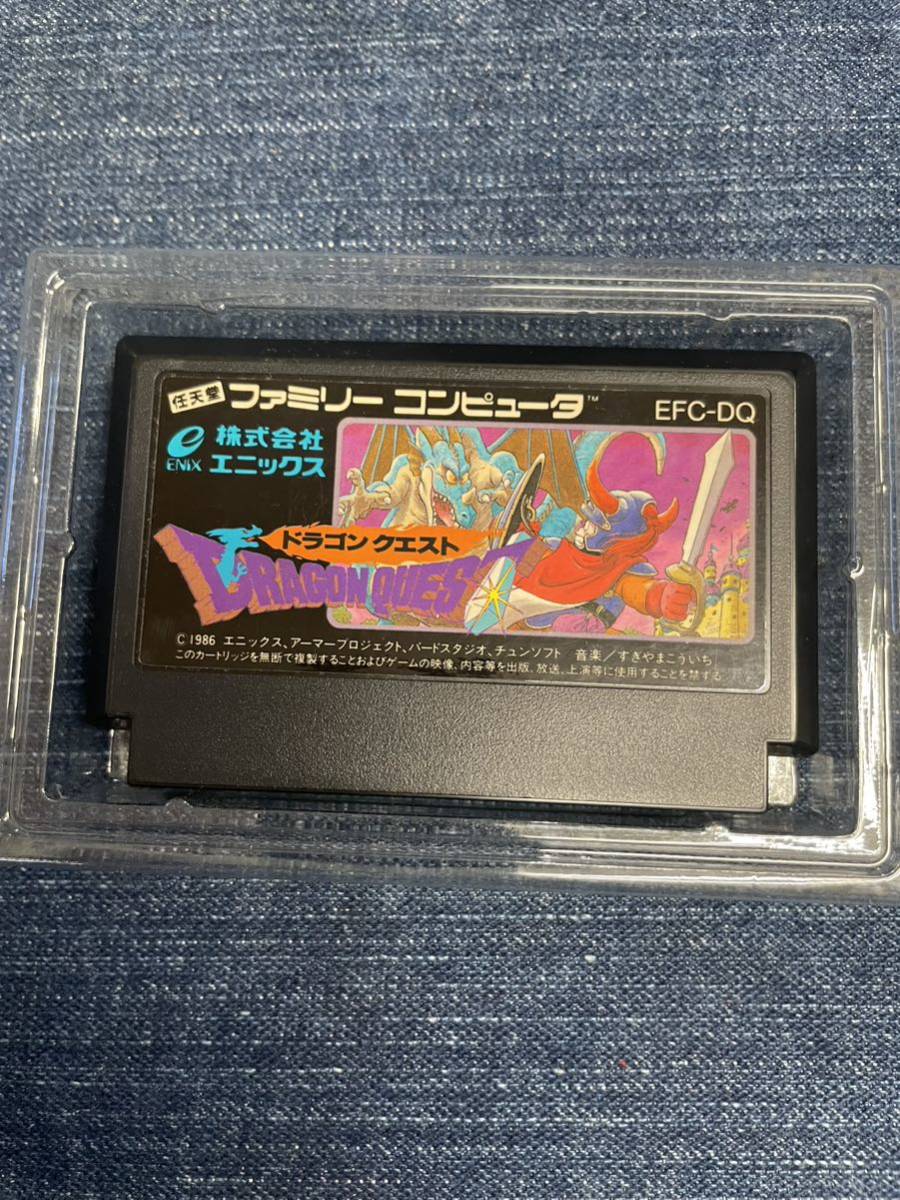 任天堂 ファミリー コンピュータ™ EFC-DQ
ENIX 株式会社
エニックス
ドラゴン クエスト
DRAGON QUEST
©1986 エニックス、アーマープロジェクト、バードスタジオ、チュンソフト 音楽/すぎやまこういち
このカートリッジを無断で複製することおよびゲームの映像、内容等を出版、放送、上演等に使用することを禁する